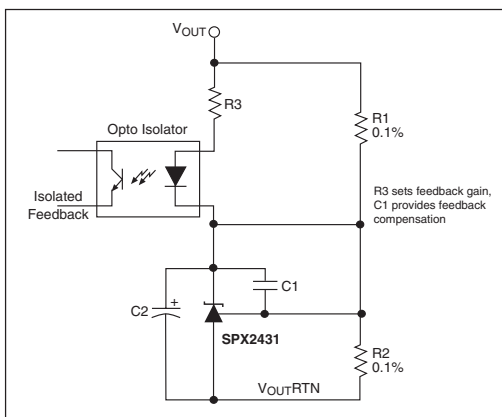 VOUT
R3
R1
0.1%
Opto Isolator
R3 sets feedback gain,
C1 provides feedback
compensation
Isolated
Feedback
C1
C2
+
SPX2431
R2
0.1%
VOUTRTN